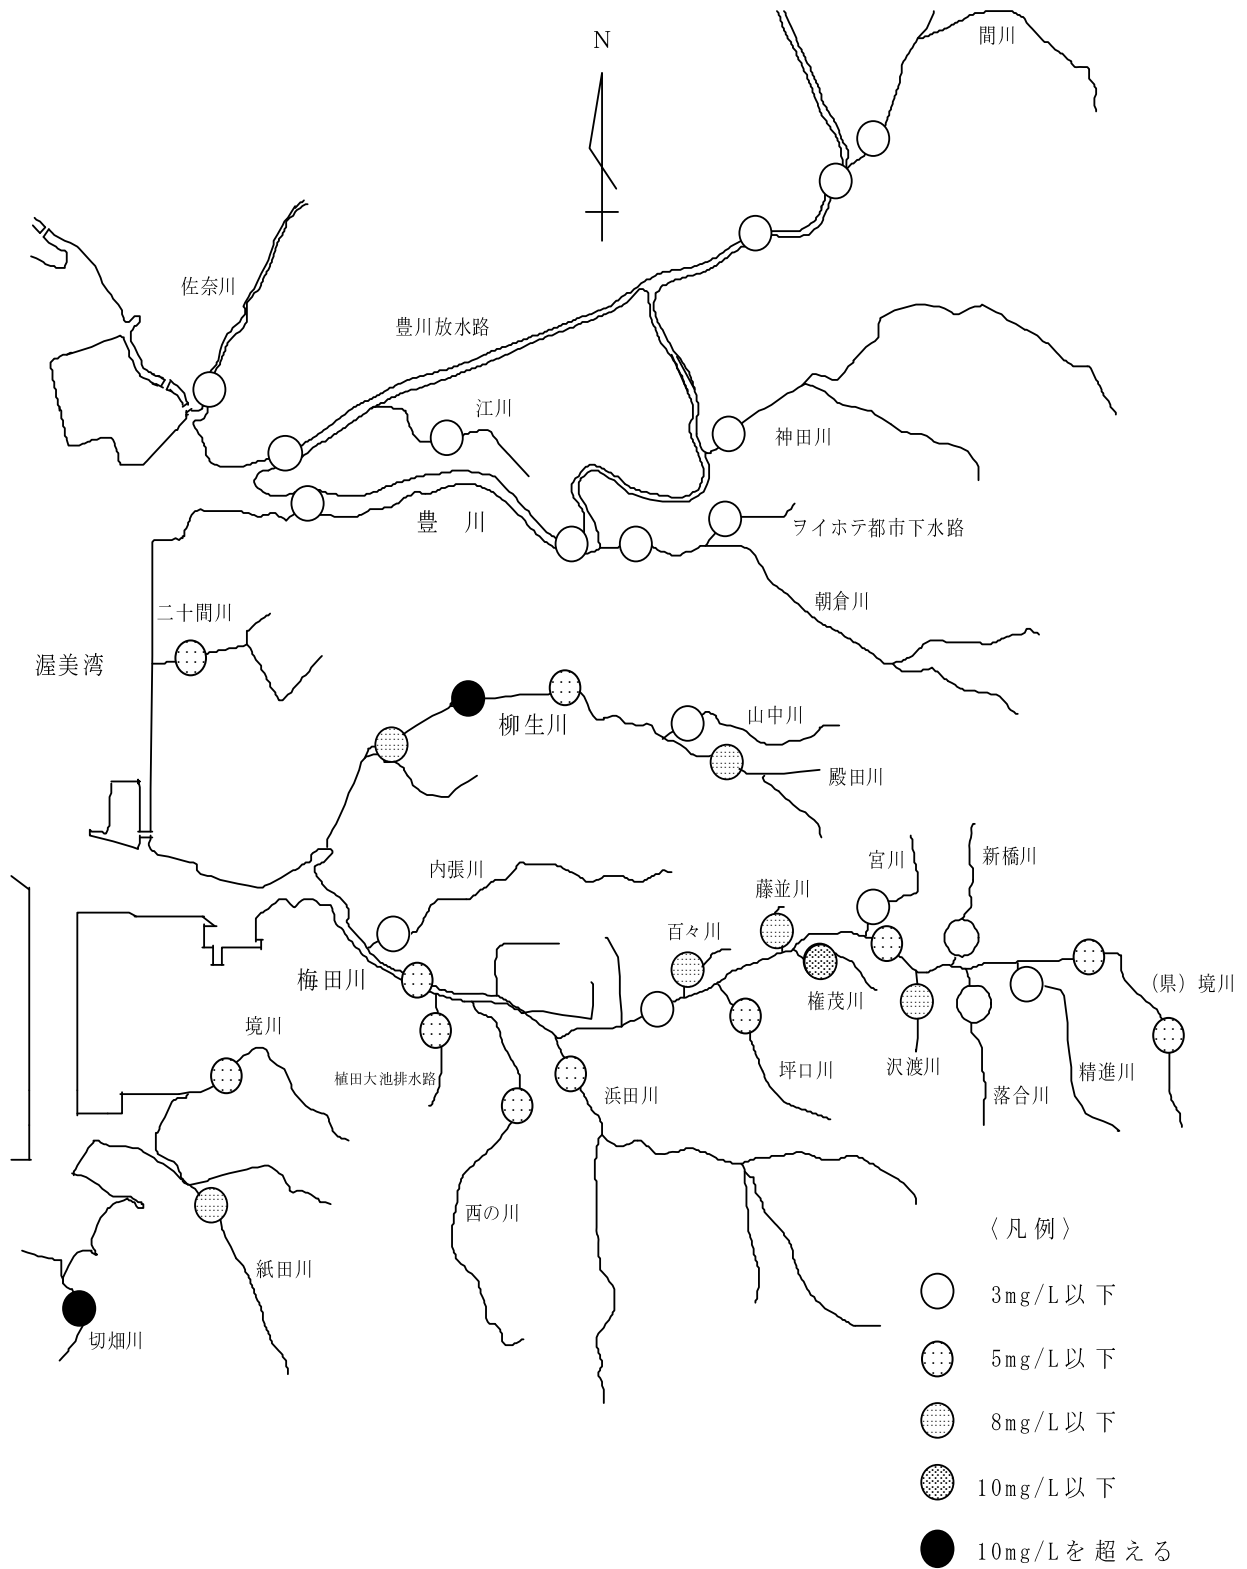 N
間川
佐奈川
豊川放水路
江川
神田川
豊 川
ヲイホテ都市下水路
朝倉川
二十間川
渥美湾
柳生川
山中川
殿田川
内張川
宮川
新橋川
藤並川
百々川
梅田川
権茂川
(県) 境川
境川
植田大池排水路
浜田川
坪口川
沢渡川
落合川
精進川
西の川
紙田川
切畑川
〈凡例〉
3mg/L以下
5mg/L以下
8mg/L以下
10mg/L以下
10mg/Lを超える